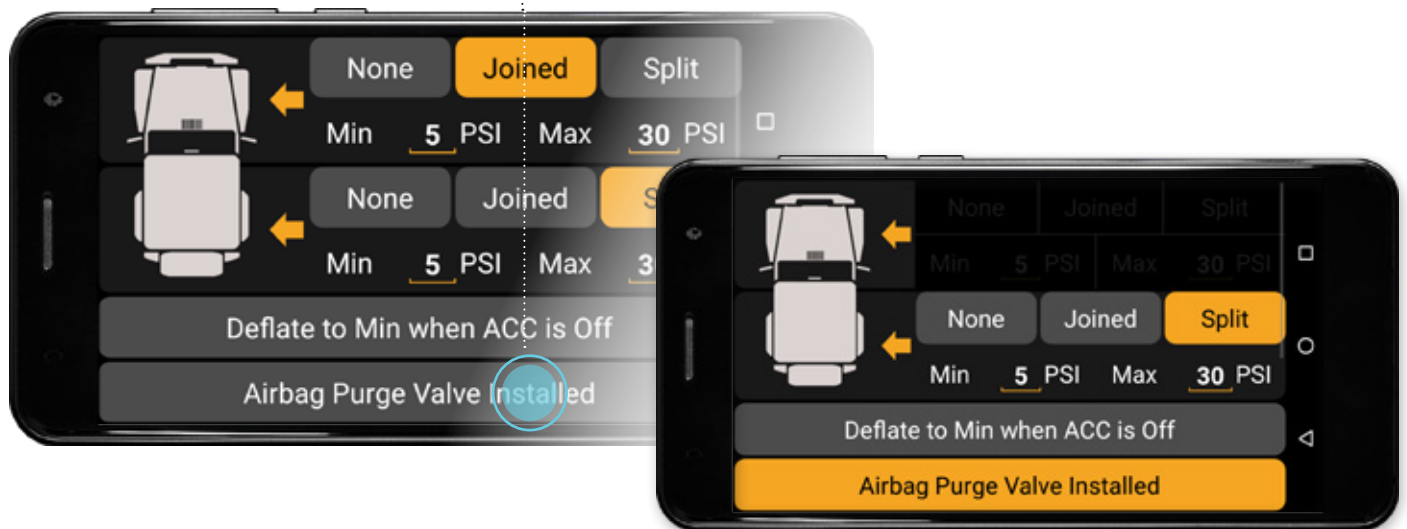 None Joined Split
Min 5 PSI Max 30 PSI
None Joined
Min 5 PSI Max
Deflate to Min when ACC is Off
Airbag Purge Valve Installed
None Joined Split
Min 5 PSI Max 30 PSI
None Joined Split
Min 5 PSI Max 30 PSI
Deflate to Min when ACC is Off
Airbag Purge Valve Installed